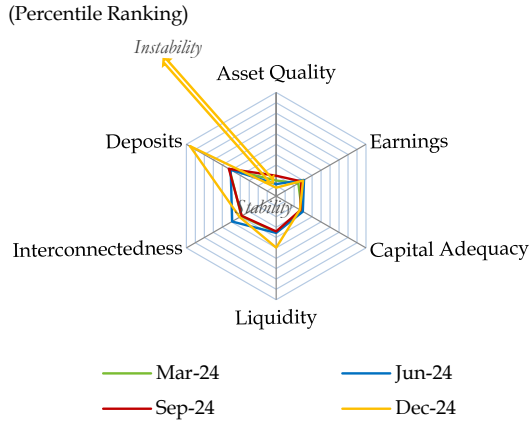 (Percentile Ranking)
Instability
Asset Quality
Deposits
Earnings
Stability
Interconnectedness
Capital Adequacy
Liquidity
Mar-24
Jun-24
Sep-24
Dec-24